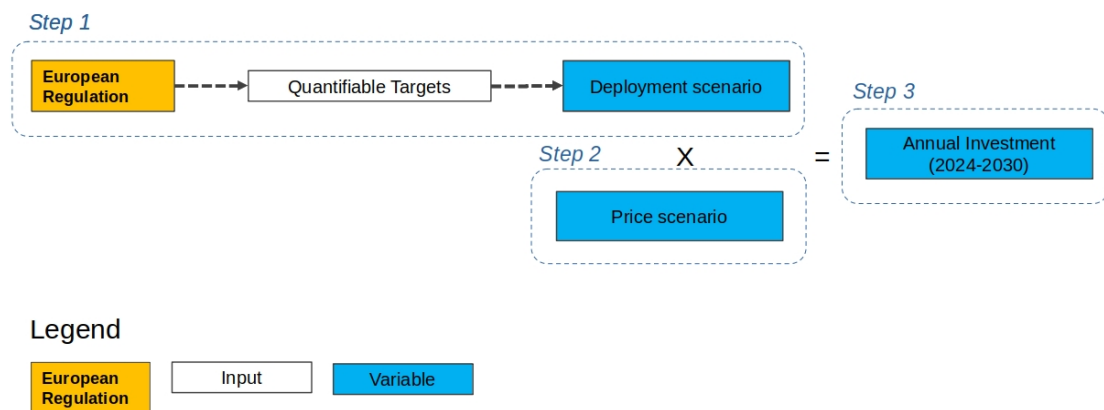 Step 1
European
Regulation
Quantifiable Targets
Deployment scenario
Step 2
X
Price scenario
=
Step 3
Annual Investment
(2024-2030)
Legend
European
Regulation
Input
Variable